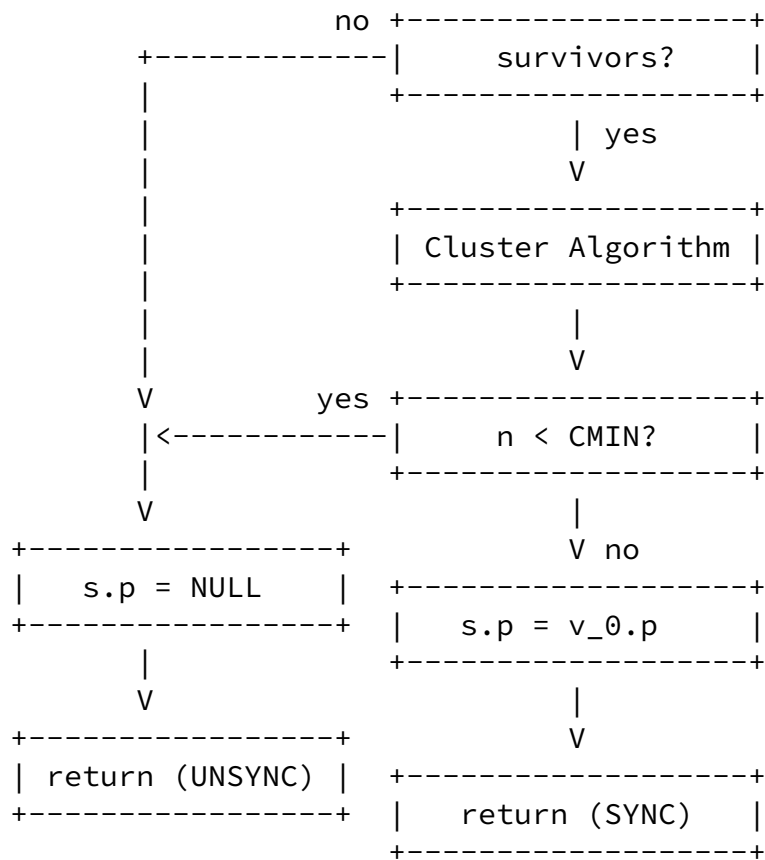 no
survivors?
yes
Cluster Algorithm
yes
n < CMIN?
no
s.p = NULL
s.p = v_0.p
return (UNSYNC)
return (SYNC)